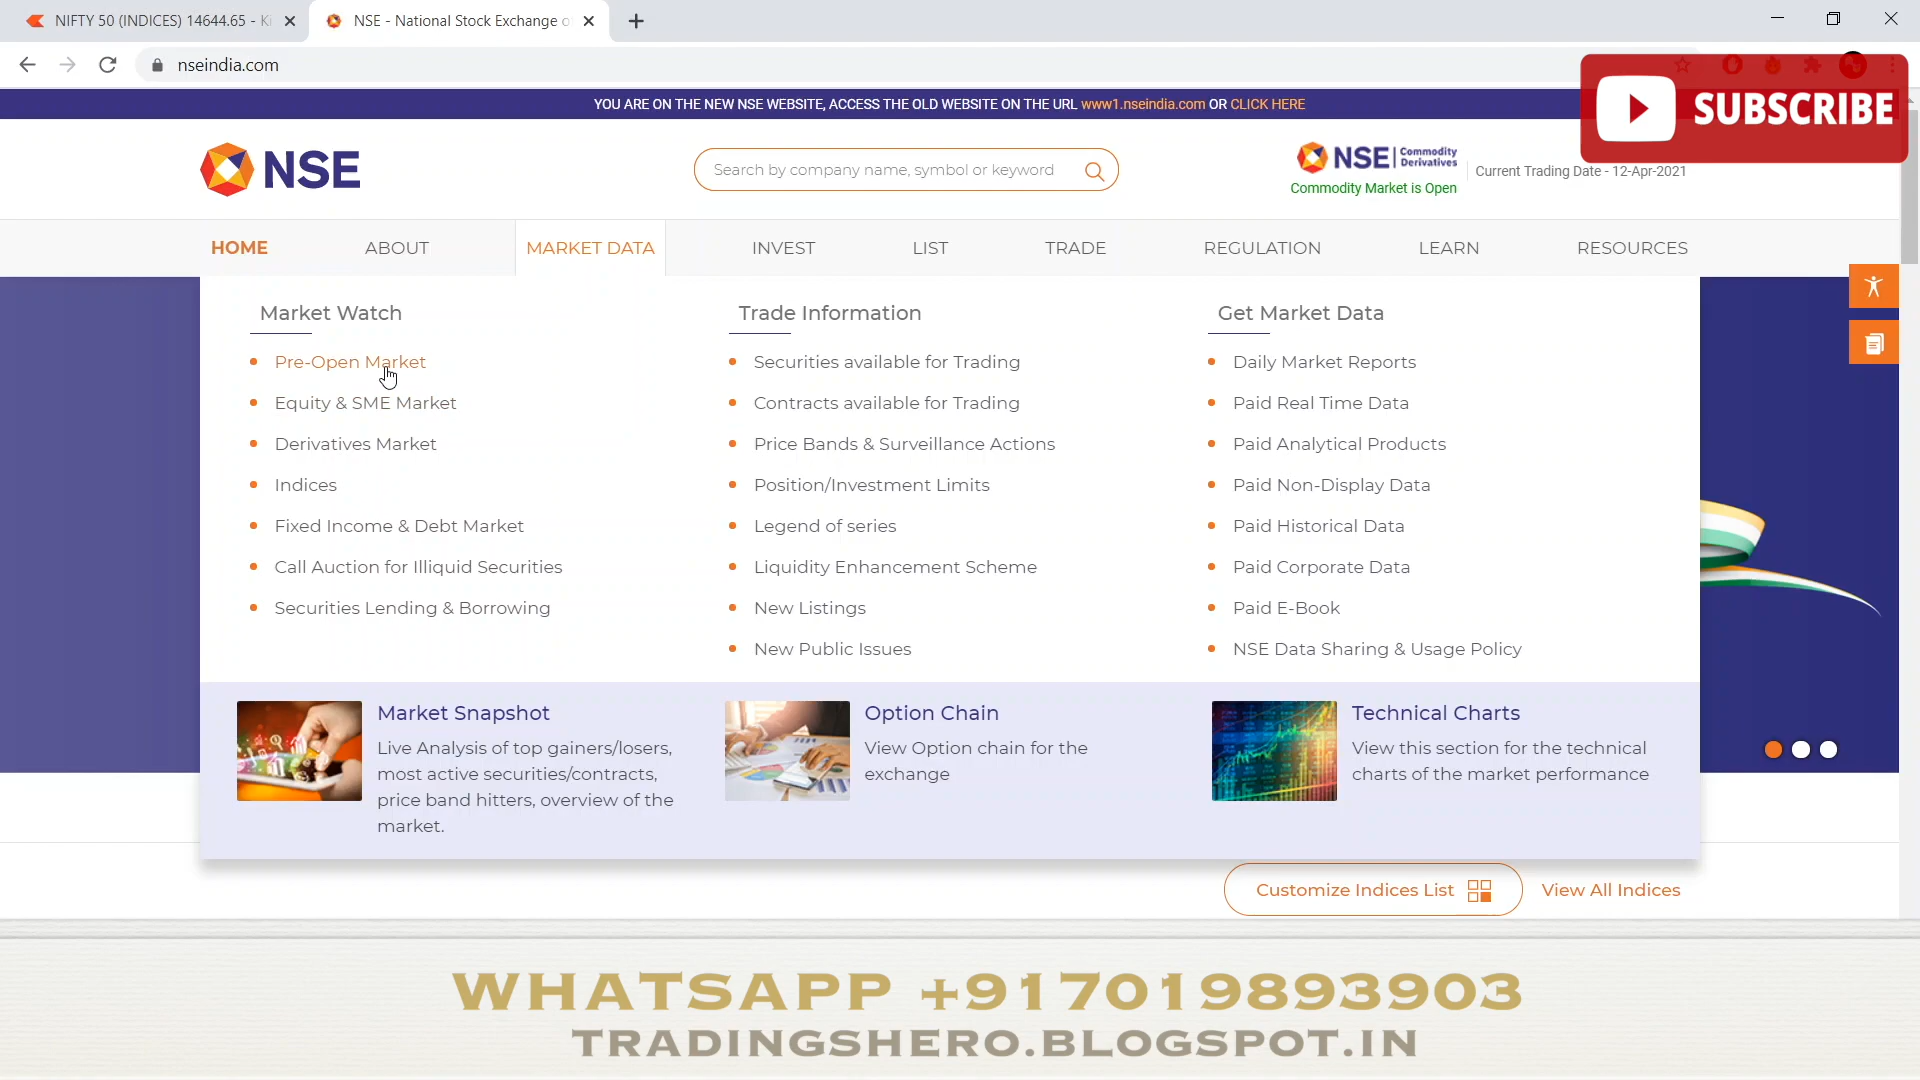 NIFTY 50 (INDICES) 14644.65 - Ki
NSE - National Stock Exchange o
nseindia.com
YOU ARE ON THE NEW NSE WEBSITE, ACCESS THE OLD WEBSITE ON THE URL www1.nseindia.com OR CLICK HERE
SUBSCRIBE
NSE
Search by company name, symbol or keyword
NSE Commodity Derivatives
Commodity Market is Open
Current Trading Date - 12-Apr-2021
HOME ABOUT MARKET DATA INVEST LIST TRADE REGULATION LEARN RESOURCES
Market Watch
Pre-Open Market
Equity & SME Market
Derivatives Market
Indices
Fixed Income & Debt Market
Call Auction for Illiquid Securities
Securities Lending & Borrowing
Trade Information
Securities available for Trading
Contracts available for Trading
Price Bands & Surveillance Actions
Position/Investment Limits
Legend of series
Liquidity Enhancement Scheme
New Listings
New Public Issues
Get Market Data
Daily Market Reports
Paid Real Time Data
Paid Analytical Products
Paid Non-Display Data
Paid Historical Data
Paid Corporate Data
Paid E-Book
NSE Data Sharing & Usage Policy
Market Snapshot
Live Analysis of top gainers/losers,
most active securities/contracts,
price band hitters, overview of the
market.
Option Chain
View Option chain for the
exchange
Technical Charts
View this section for the technical
charts of the market performance
Customize Indices List
View All Indices
WHATSAPP +917019893903
TRADINGSHERO.BLOGSPOT.IN